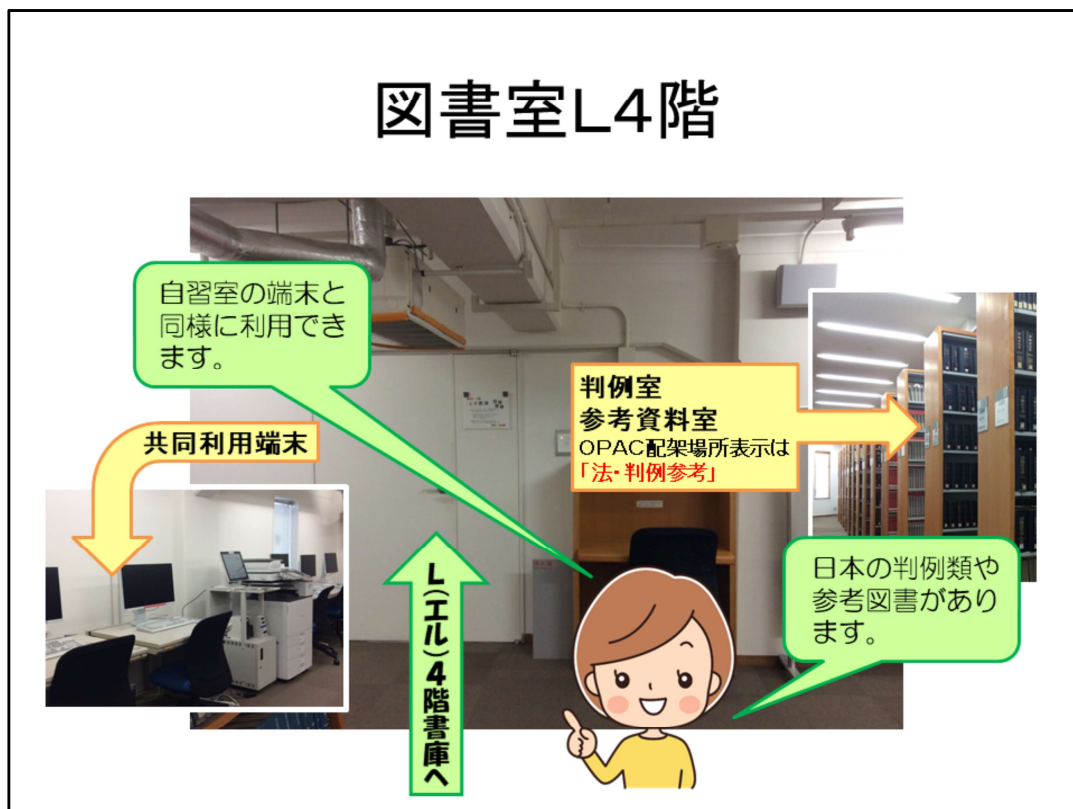 図書室L4階
自習室の端末と
同様に利用でき
ます。
判例室
参考資料室
OPAC配架場所表示は
「法・判例参考」
共同利用端末
L(エル)4階書庫へ
日本の判例類や
参考図書があり
ます。